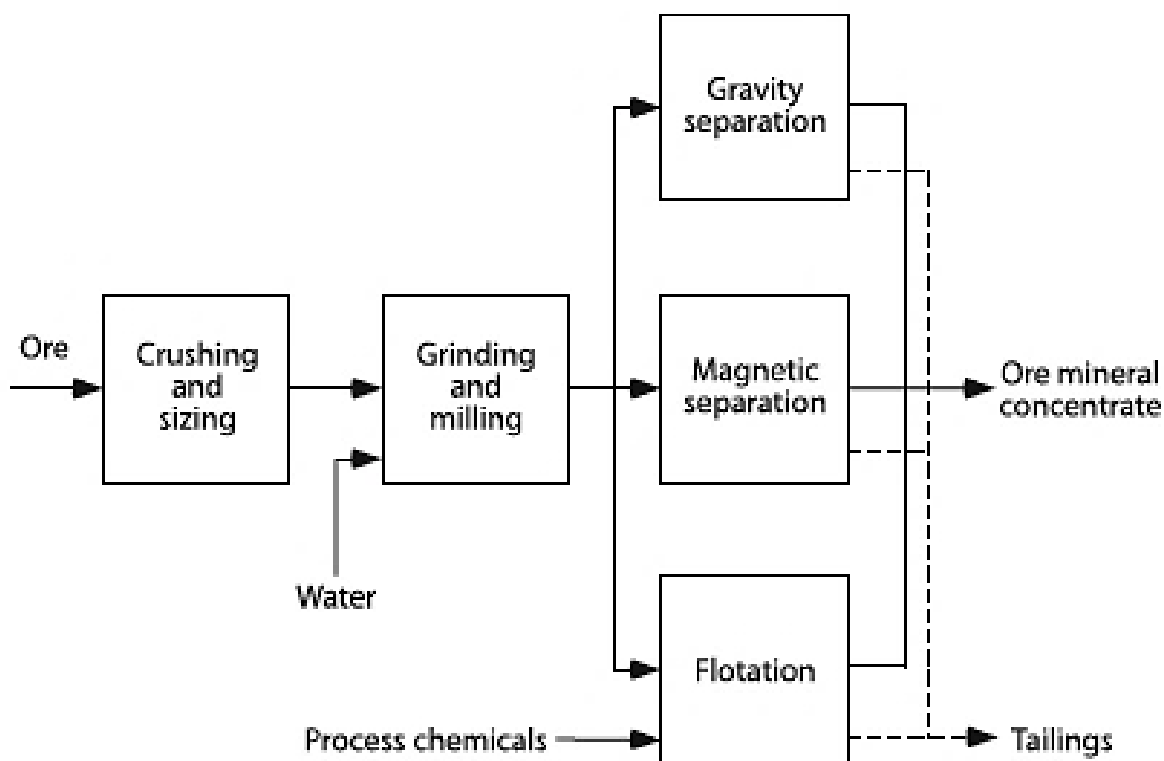 Gravity
separation
Ore
Crushing
and
sizing
Grinding
and
milling
Magnetic
separation
Ore mineral
concentrate
Water
Flotation
Process chemicals
Tailings